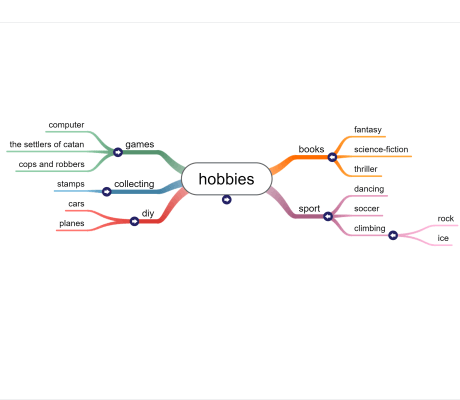 hobbies
games
computer
the settlers of catan
cops and robbers
collecting
stamps
diy
cars
planes
books
fantasy
science-fiction
thriller
sport
dancing
soccer
climbing
rock
ice